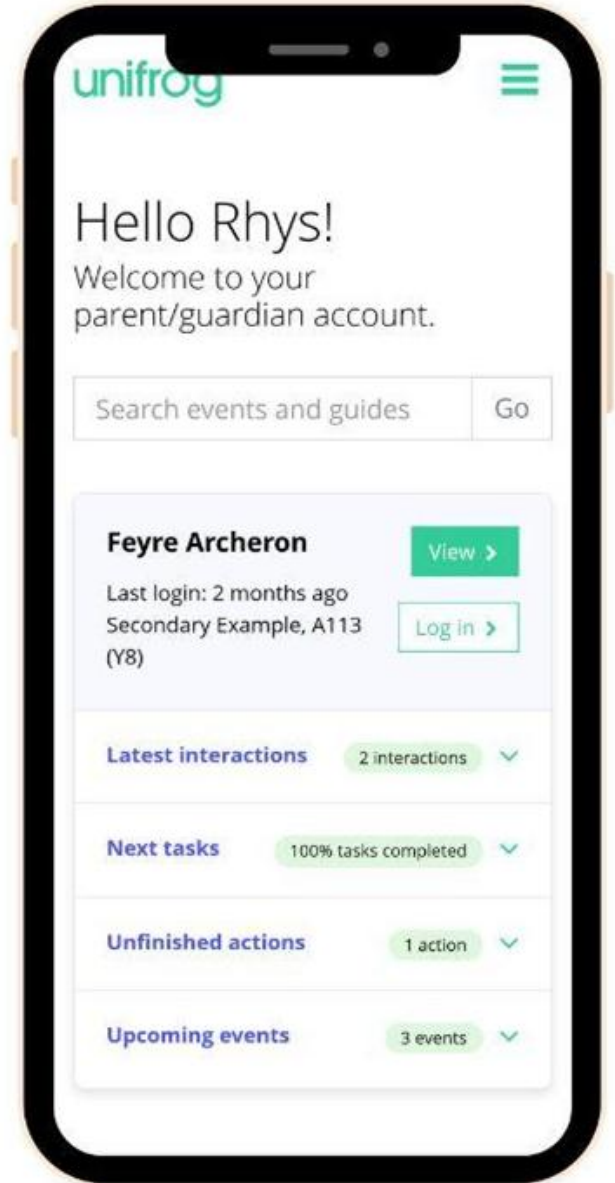 unifrog
Hello Rhys!
Welcome to your
parent/guardian account.
Search events and guides
Go
Feyre Archeron
View
Last login: 2 months ago
Secondary Example, A113
(Y8)
Log in
Latest interactions
2 interactions
Next tasks
100% tasks completed
Unfinished actions
1 action
Upcoming events
3 events